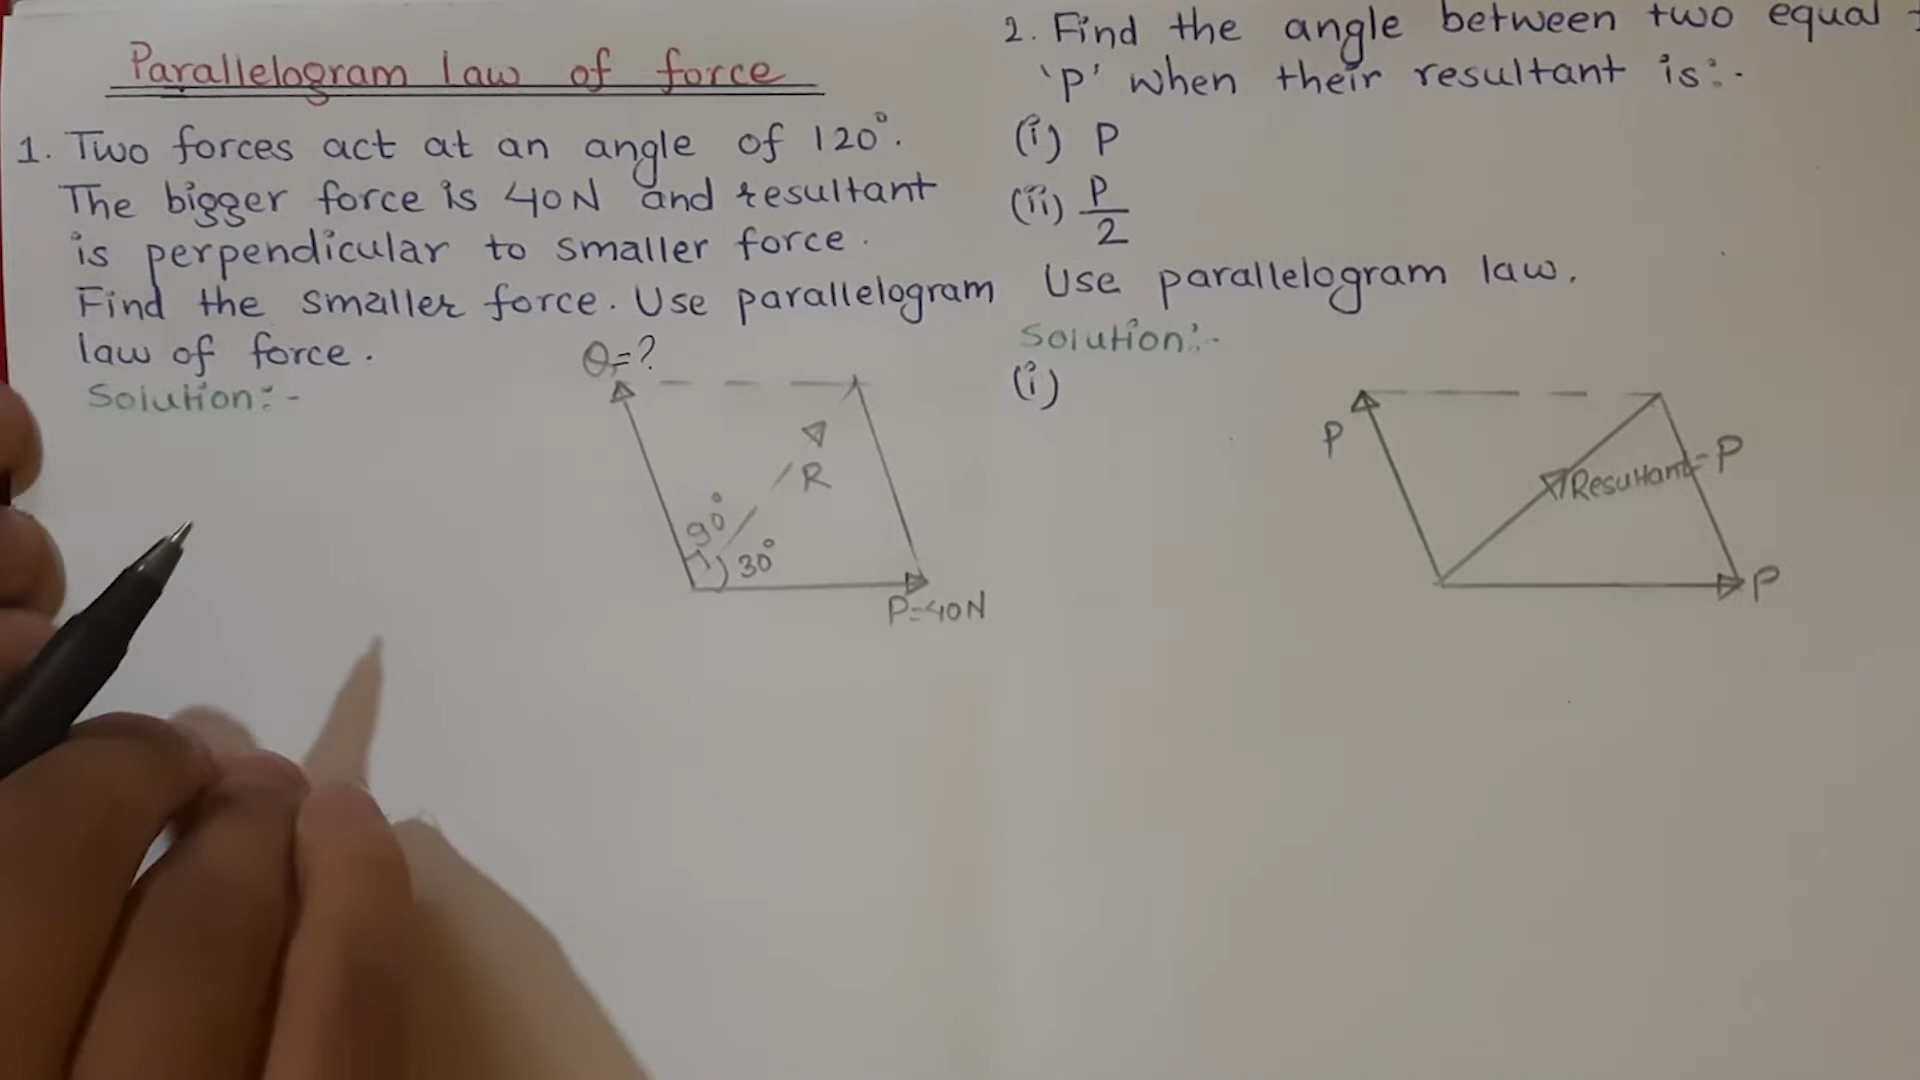 Parallelogram law of force
1. Two forces act at an angle of 120°.
The bigger force is 40N and resultant
is perpendicular to smaller force.
Find the smaller force. Use parallelogram
law of force.
Solution:-
Q=?
R
90°
30°
P=40N
2. Find the angle between two equal
'P' when their resultant is:-
(i) P
(ii) P/2
Use parallelogram law.
Solution:-
(i)
P
Resultant=P
P